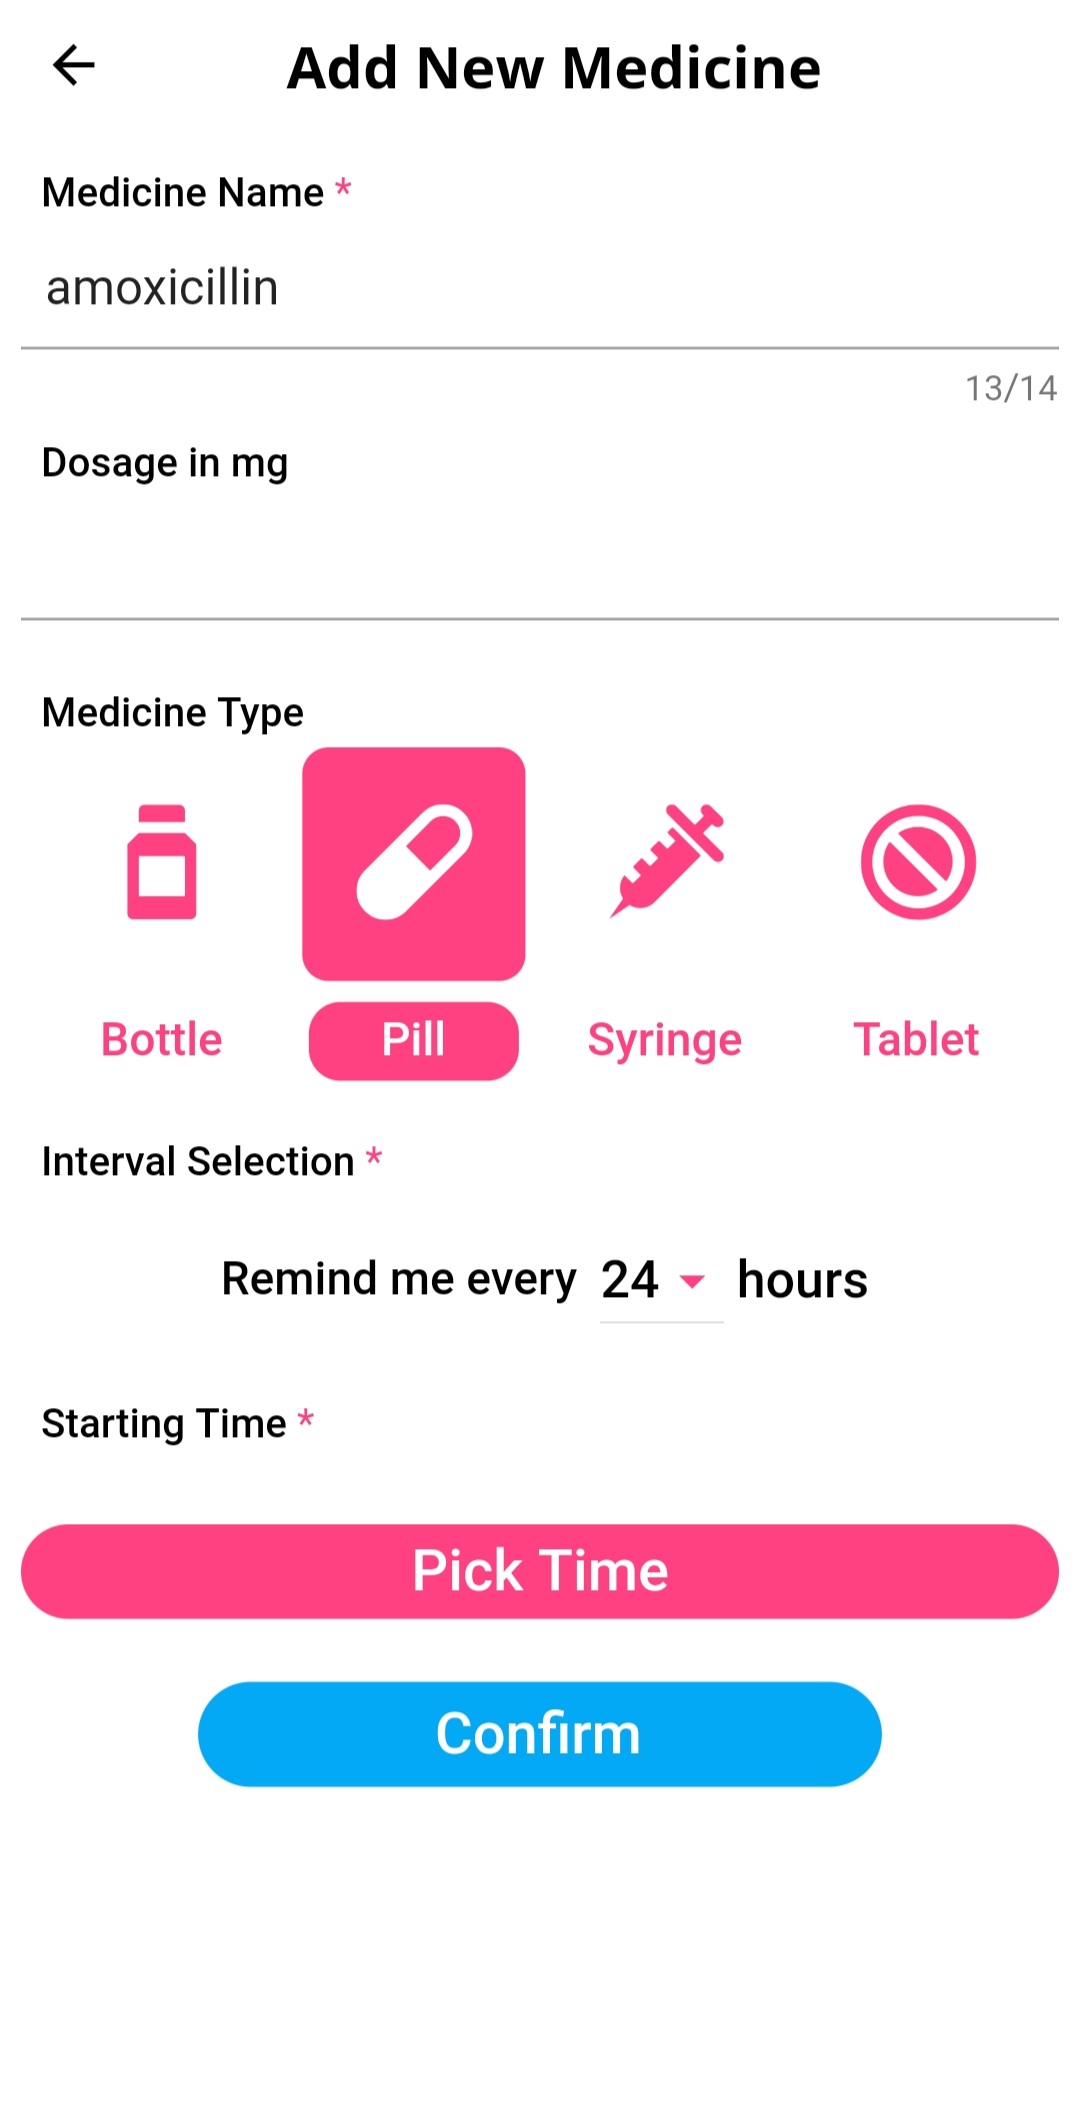 Add New Medicine
Medicine Name *
amoxicillin
13/14
Dosage in mg
Medicine Type
Bottle Pill Syringe Tablet
Interval Selection *
Remind me every 24 hours
Starting Time *
Pick Time
Confirm